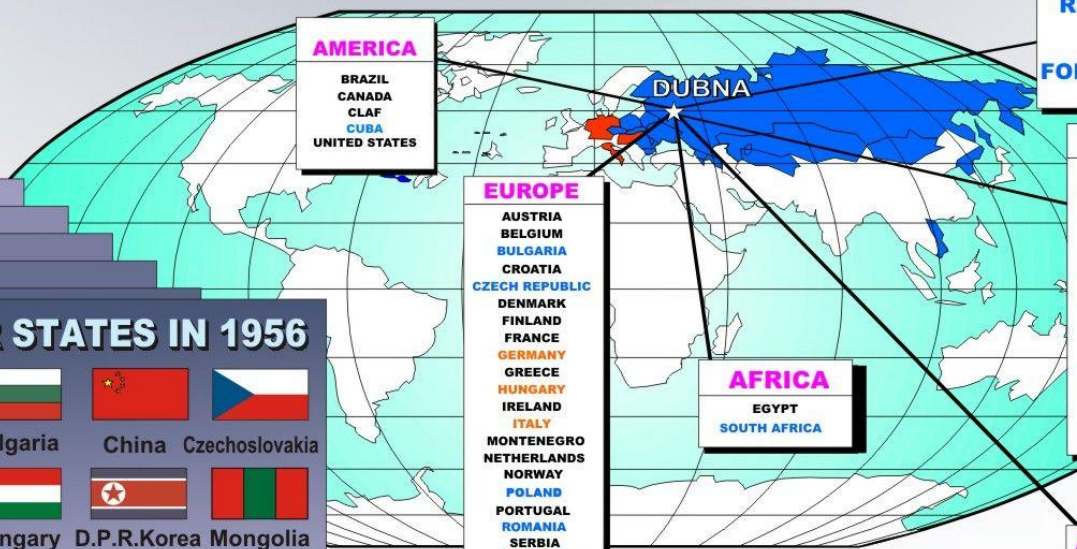 AMERICA
BRAZIL
CANADA
CLAF
CUBA
UNITED STATES
DUBNA
EUROPE
AUSTRIA
BELGIUM
BULGARIA
CROATIA
CZECH REPUBLIC
DENMARK
FINLAND
FRANCE
GERMANY
GREECE
HUNGARY
IRELAND
ITALY
MONTENEGRO
NETHERLANDS
NORWAY
POLAND
PORTUGAL
ROMANIA
SERBIA
AFRICA
EGYPT
SOUTH AFRICA
STATES IN 1956
lgaria China Czechoslovakia
ngary D.P.R.Korea Mongolia